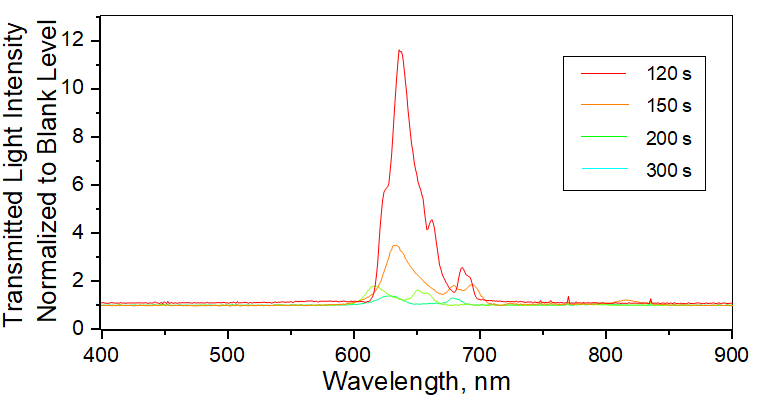 Transmitted Light Intensity
Normalized to Blank Level
12
10
8
6
4
2
0
120 s
150 s
200 s
300 s
400 500 600 700 800 900
Wavelength, nm